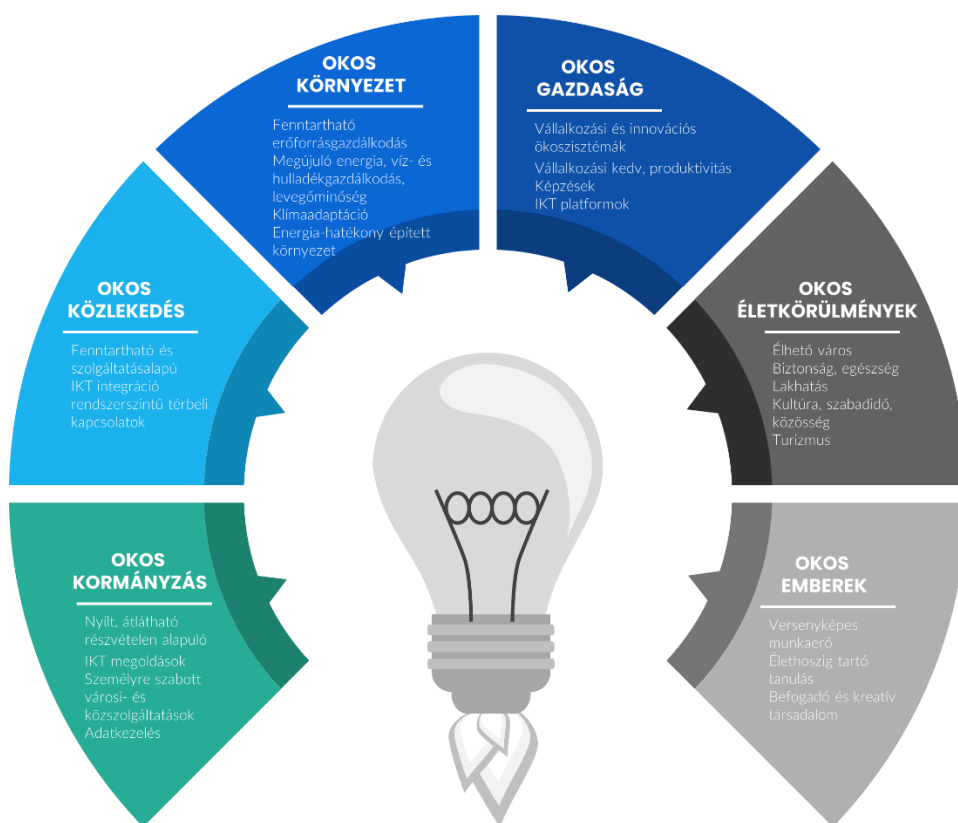 OKOS
KÖRNYEZET
Fenntartható
erőforrásgazdálkodás
Megújuló energia, víz- és
hulladékgazdálkodás,
levegőminőség
Klímaadaptáció
Energia-hatékony épített
környezet
OKOS
GAZDASÁG
Vállalkozási és innovációs
ökoszisztémák
Vállalkozási kedv, produktivitás
Képzések
IKT platformok
OKOS
KÖZLEKEDÉS
Fenntartható és
szolgáltatásalapú
IKT integráció
rendszerszintű térbeli
kapcsolatok
OKOS
ÉLETKÖRÜLMÉNYEK
Élhető város
Biztonság, egészség
Lakhatás
Kultúra, szabadidő,
közösség
Turizmus
OKOS
KORMÁNYZÁS
Nyílt, átlátható
részvételen alapuló
IKT megoldások
Személyre szabott
városi- és
közszolgáltatások
Adatkezelés
OKOS
EMBEREK
Versenyképes
munkaerő
Élethoszig tartó
tanulás
Befogadó és kreatív
társadalom